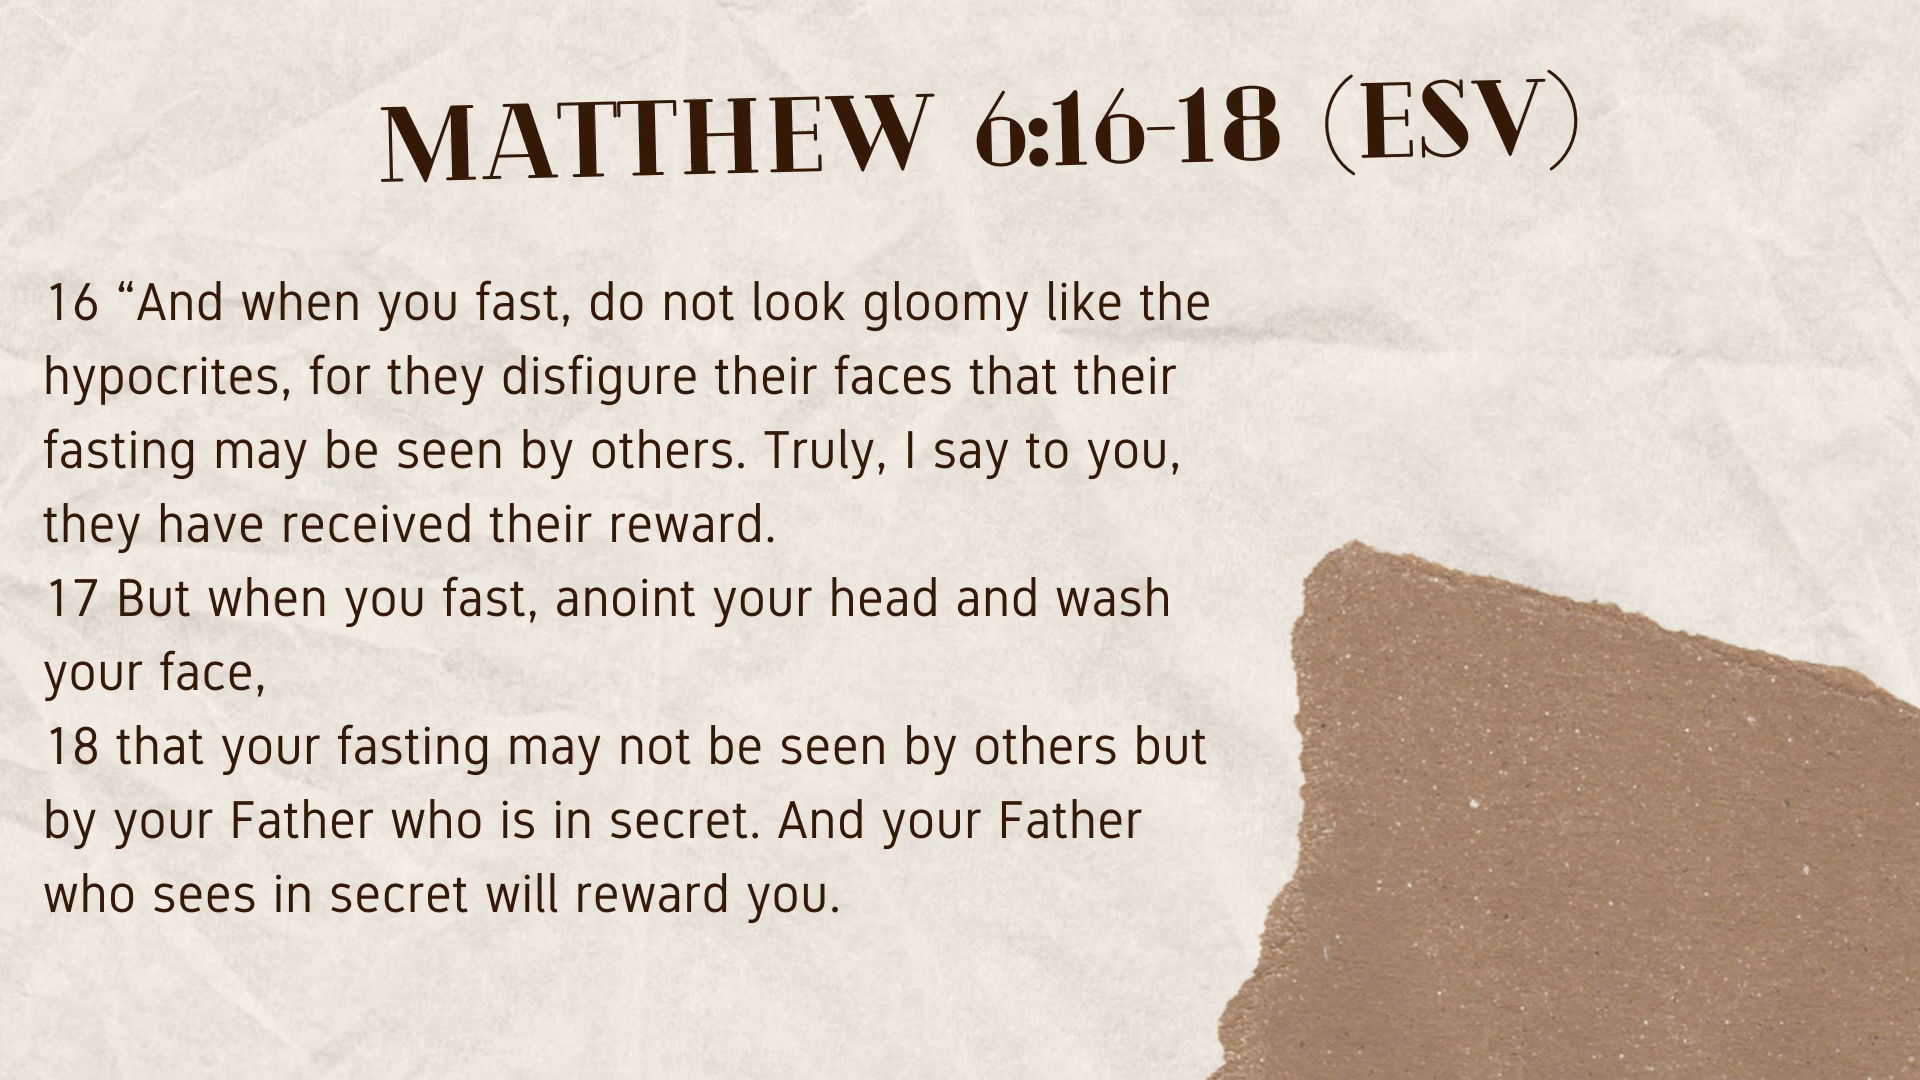 MATTHEW 6:16-18 (ESV)
16 “And when you fast, do not look gloomy like the
hypocrites, for they disfigure their faces that their
fasting may be seen by others. Truly, I say to you,
they have received their reward.
17 But when you fast, anoint your head and wash
your face,
18 that your fasting may not be seen by others but
by your Father who is in secret. And your Father
who sees in secret will reward you.